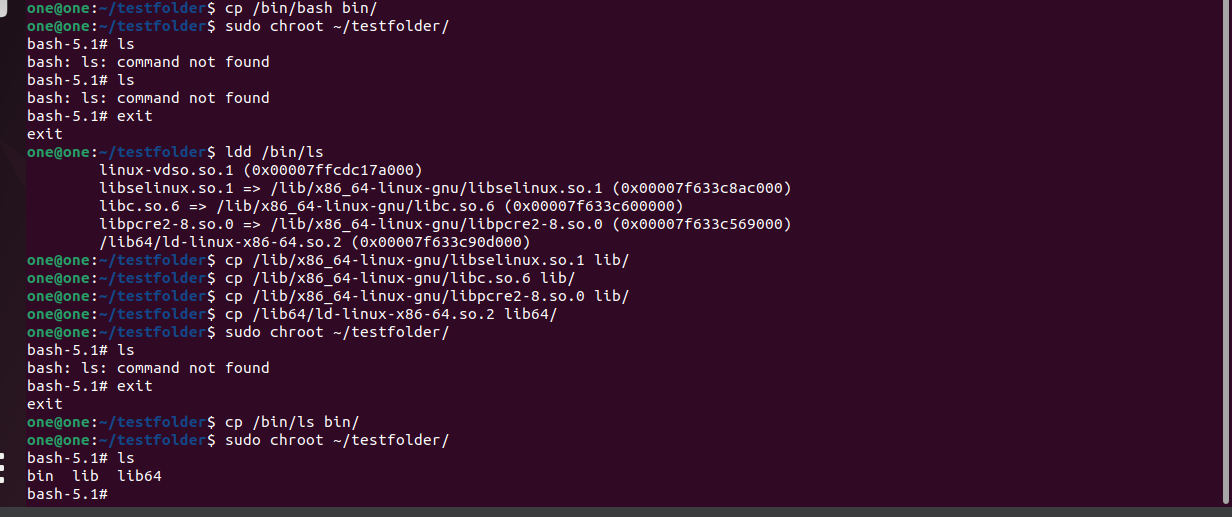 one@one:~/testfolder$ cp /bin/bash bin/
one@one:~/testfolder$ sudo chroot ~/testfolder/
bash-5.1# ls
bash: ls: command not found
bash-5.1# ls
bash: ls: command not found
bash-5.1# exit
exit
one@one:~/testfolder$ ldd /bin/ls
        linux-vdso.so.1 (0x00007ffcdc17a000)
        libselinux.so.1 => /lib/x86_64-linux-gnu/libselinux.so.1 (0x00007f633c8ac000)
        libc.so.6 => /lib/x86_64-linux-gnu/libc.so.6 (0x00007f633c600000)
        libpcre2-8.so.0 => /lib/x86_64-linux-gnu/libpcre2-8.so.0 (0x00007f633c569000)
        /lib64/ld-linux-x86-64.so.2 (0x00007f633c90d000)
one@one:~/testfolder$ cp /lib/x86_64-linux-gnu/libselinux.so.1 lib/
one@one:~/testfolder$ cp /lib/x86_64-linux-gnu/libc.so.6 lib/
one@one:~/testfolder$ cp /lib/x86_64-linux-gnu/libpcre2-8.so.0 lib/
one@one:~/testfolder$ cp /lib64/ld-linux-x86-64.so.2 lib64/
one@one:~/testfolder$ sudo chroot ~/testfolder/
bash-5.1# ls
bash: ls: command not found
bash-5.1# exit
exit
one@one:~/testfolder$ cp /bin/ls bin/
one@one:~/testfolder$ sudo chroot ~/testfolder/
bash-5.1# ls
bin  lib  lib64
bash-5.1#